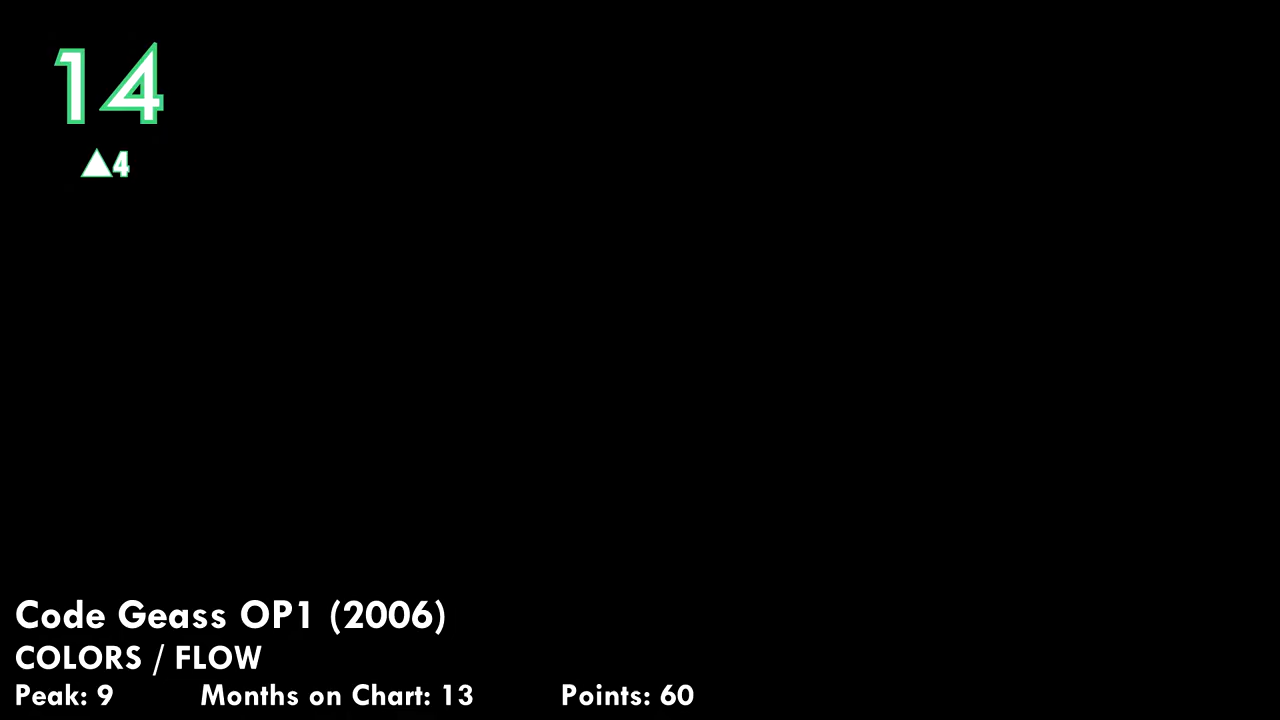 14
▲4
Code Geass OP1 (2006)
COLORS / FLOW
Peak: 9 Months on Chart: 13 Points: 60